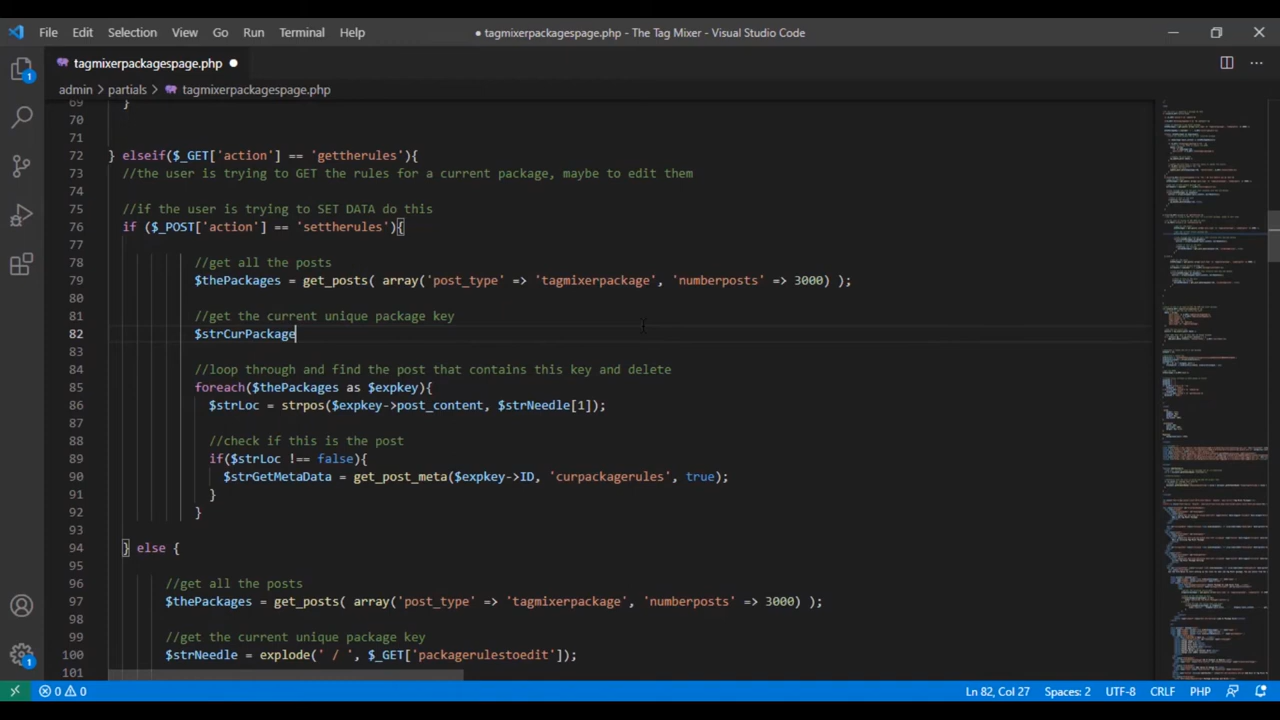 File Edit Selection View Go Run Terminal Help
● tagmixerpackagespage.php - The Tag Mixer - Visual Studio Code
tagmixerpackagespage.php
admin > partials > tagmixerpackagespage.php
69 }
70
71
72 } elseif($_GET['action'] == 'gettherules'){
73 //the user is trying to GET the rules for a current package, maybe to edit them
74
75 //if the user is trying to SET DATA do this
76 if ($_POST['action'] == 'settherules'){
77
78 //get all the posts
79 $thePackages = get_posts( array('post_type' => 'tagmixerpackage', 'numberposts' => 3000) );
80
81 //get the current unique package key
82 $strCurPackage
83
84 //loop through and find the post that contains this key and delete
85 foreach($thePackages as $expkey){
86 $strLoc = strpos($expkey->post_content, $strNeedle[1]);
87
88 //check if this is the post
89 if($strLoc !== false){
90 $strGetMetaData = get_post_meta($expkey->ID, 'curpackagerules', true);
91 }
92 }
93
94 } else {
95
96 //get all the posts
97 $thePackages = get_posts( array('post_type' => 'tagmixerpackage', 'numberposts' => 3000) );
98
99 //get the current unique package key
100 $strNeedle = explode(' / ', $_GET['packagerulestoedit']);
101
1
1
0 0 Ln 82, Col 27 Spaces: 2 UTF-8 CRLF PHP